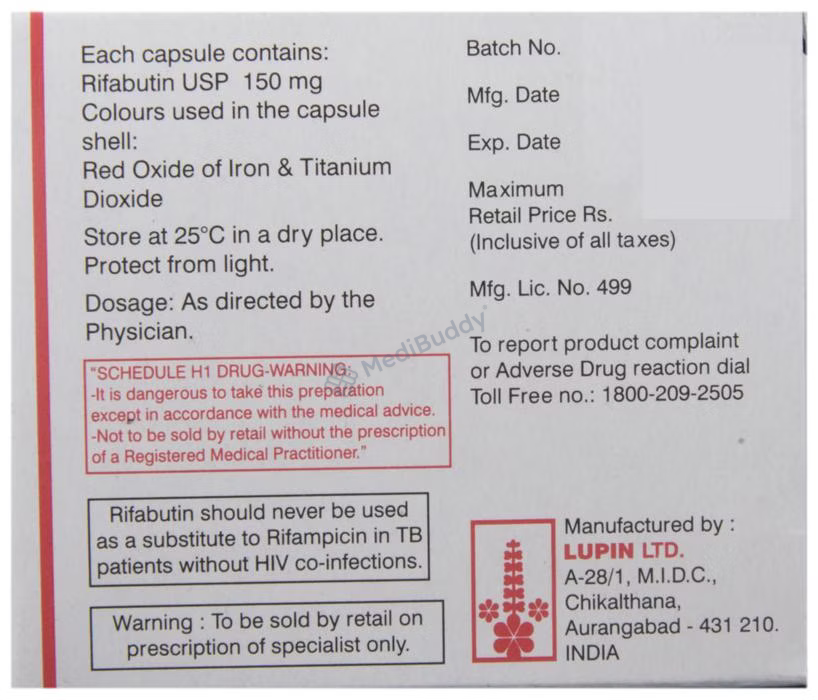 Each capsule contains:
Rifabutin USP 150 mg
Colours used in the capsule
shell:
Red Oxide of Iron & Titanium
Dioxide
Store at 25°C in a dry place.
Protect from light.
Dosage: As directed by the
Physician.
"SCHEDULE H1 DRUG-WARNING:
-It is dangerous to take this preparation
except in accordance with the medical advice.
-Not to be sold by retail without the prescription
of a Registered Medical Practitioner."
Rifabutin should never be used
as a substitute to Rifampicin in TB
patients without HIV co-infections.
Warning : To be sold by retail on
prescription of specialist only.
Batch No.
Mfg. Date
Exp. Date
Maximum
Retail Price Rs.
(Inclusive of all taxes)
Mfg. Lic. No. 499
To report product complaint
or Adverse Drug reaction dial
Toll Free no.: 1800-209-2505
Manufactured by :
LUPIN LTD.
A-28/1, M.I.D.C.,
Chikalthana,
Aurangabad - 431 210.
INDIA
MediBuddy